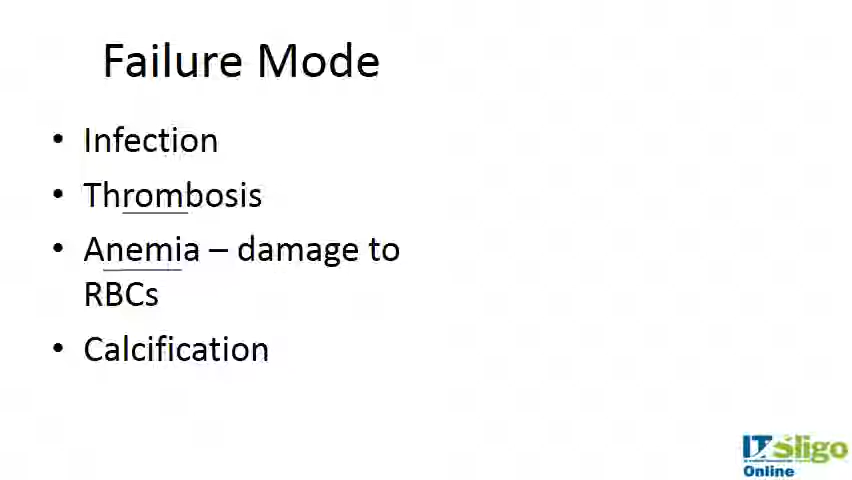 Failure Mode
• Infection
• Thrombosis
• Anemia – damage to
RBCs
• Calcification
IT Sligo
Online